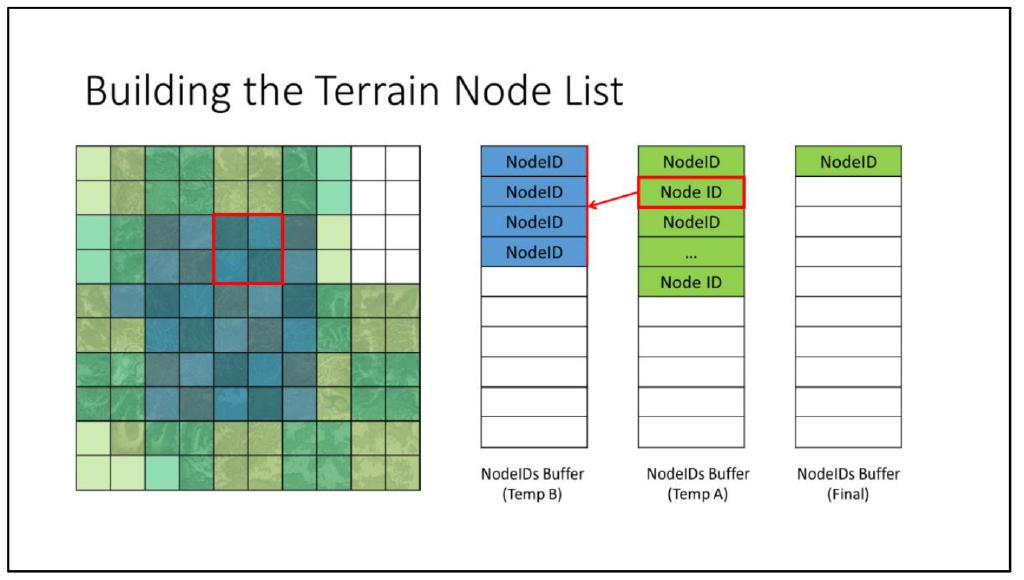 Building the Terrain Node List
NodeID
NodeID
NodeID
NodeID
NodeIDs Buffer
(Temp B)
NodeID
Node ID
NodeID
...
Node ID
NodeIDs Buffer
(Temp A)
NodeID
NodeIDs Buffer
(Final)